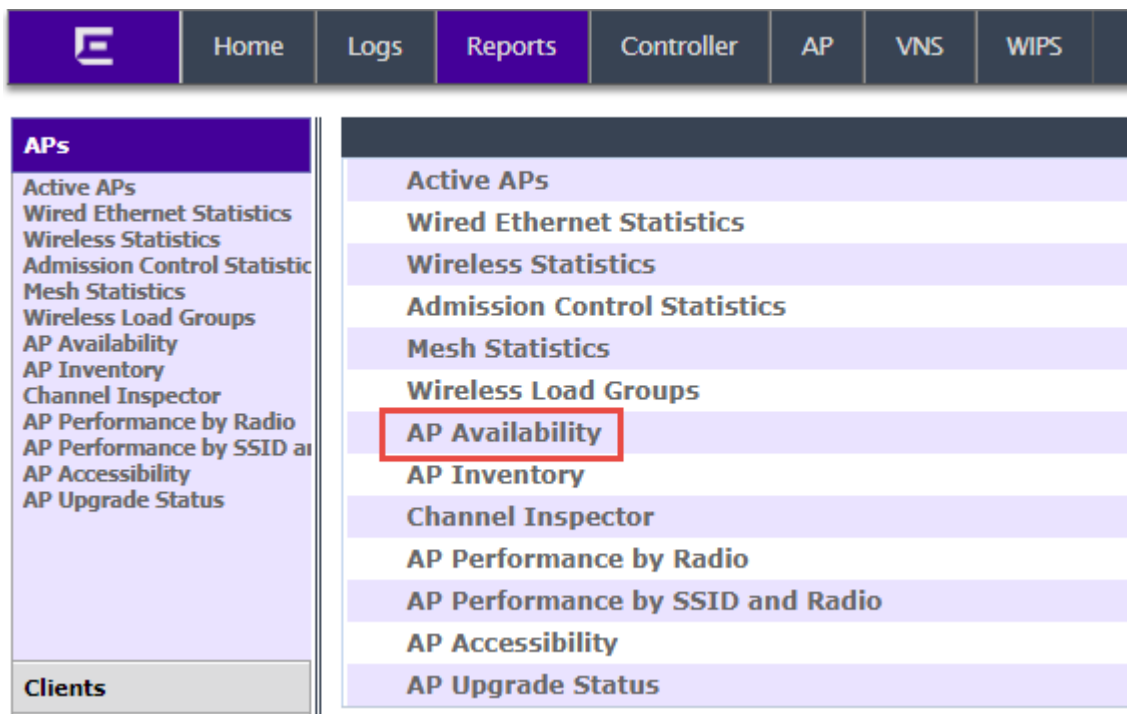 Home Logs Reports Controller AP VNS WIPS
APs
Active APs
Wired Ethernet Statistics
Wireless Statistics
Admission Control Statistic
Mesh Statistics
Wireless Load Groups
AP Availability
AP Inventory
Channel Inspector
AP Performance by Radio
AP Performance by SSID ar
AP Accessibility
AP Upgrade Status
Clients
Active APs
Wired Ethernet Statistics
Wireless Statistics
Admission Control Statistics
Mesh Statistics
Wireless Load Groups
AP Availability
AP Inventory
Channel Inspector
AP Performance by Radio
AP Performance by SSID and Radio
AP Accessibility
AP Upgrade Status